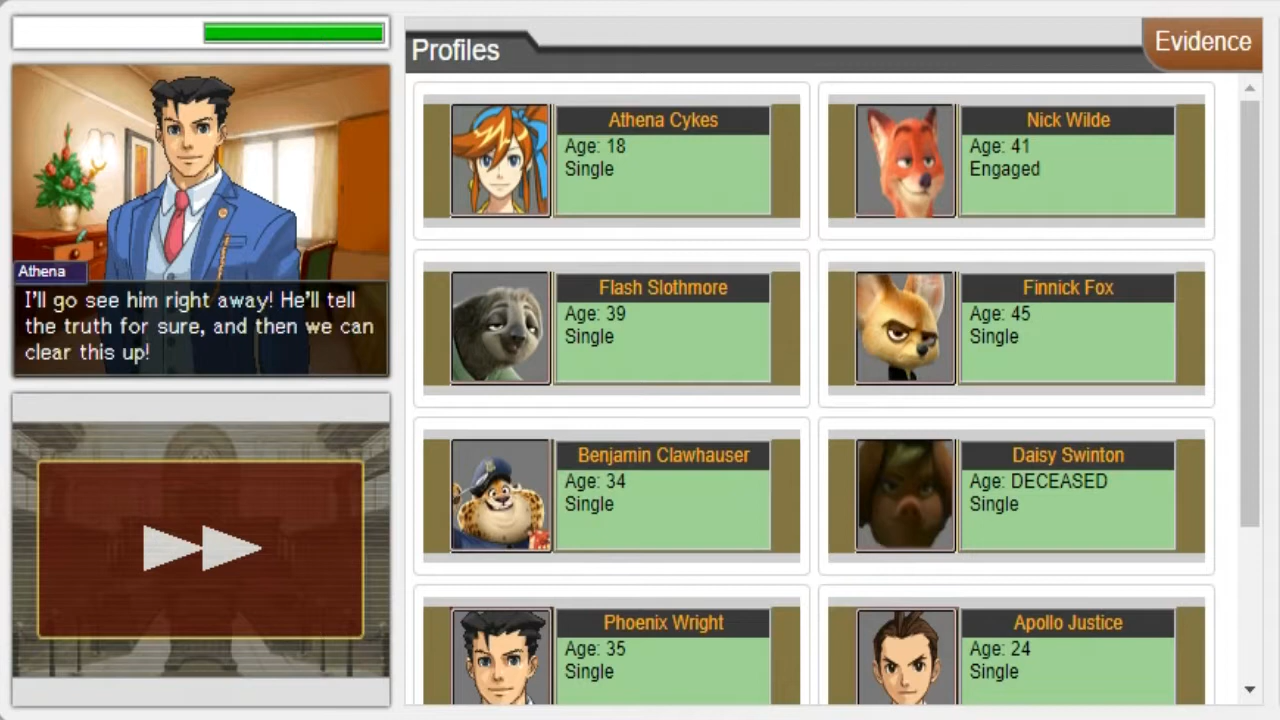 Profiles
Evidence
Athena Cykes
Age: 18
Single
Nick Wilde
Age: 41
Engaged
Athena
I'll go see him right away! He'll tell
the truth for sure, and then we can
clear this up!
Flash Slothmore
Age: 39
Single
Finnick Fox
Age: 45
Single
Benjamin Clawhauser
Age: 34
Single
Daisy Swinton
Age: DECEASED
Single
Phoenix Wright
Age: 35
Single
Apollo Justice
Age: 24
Single